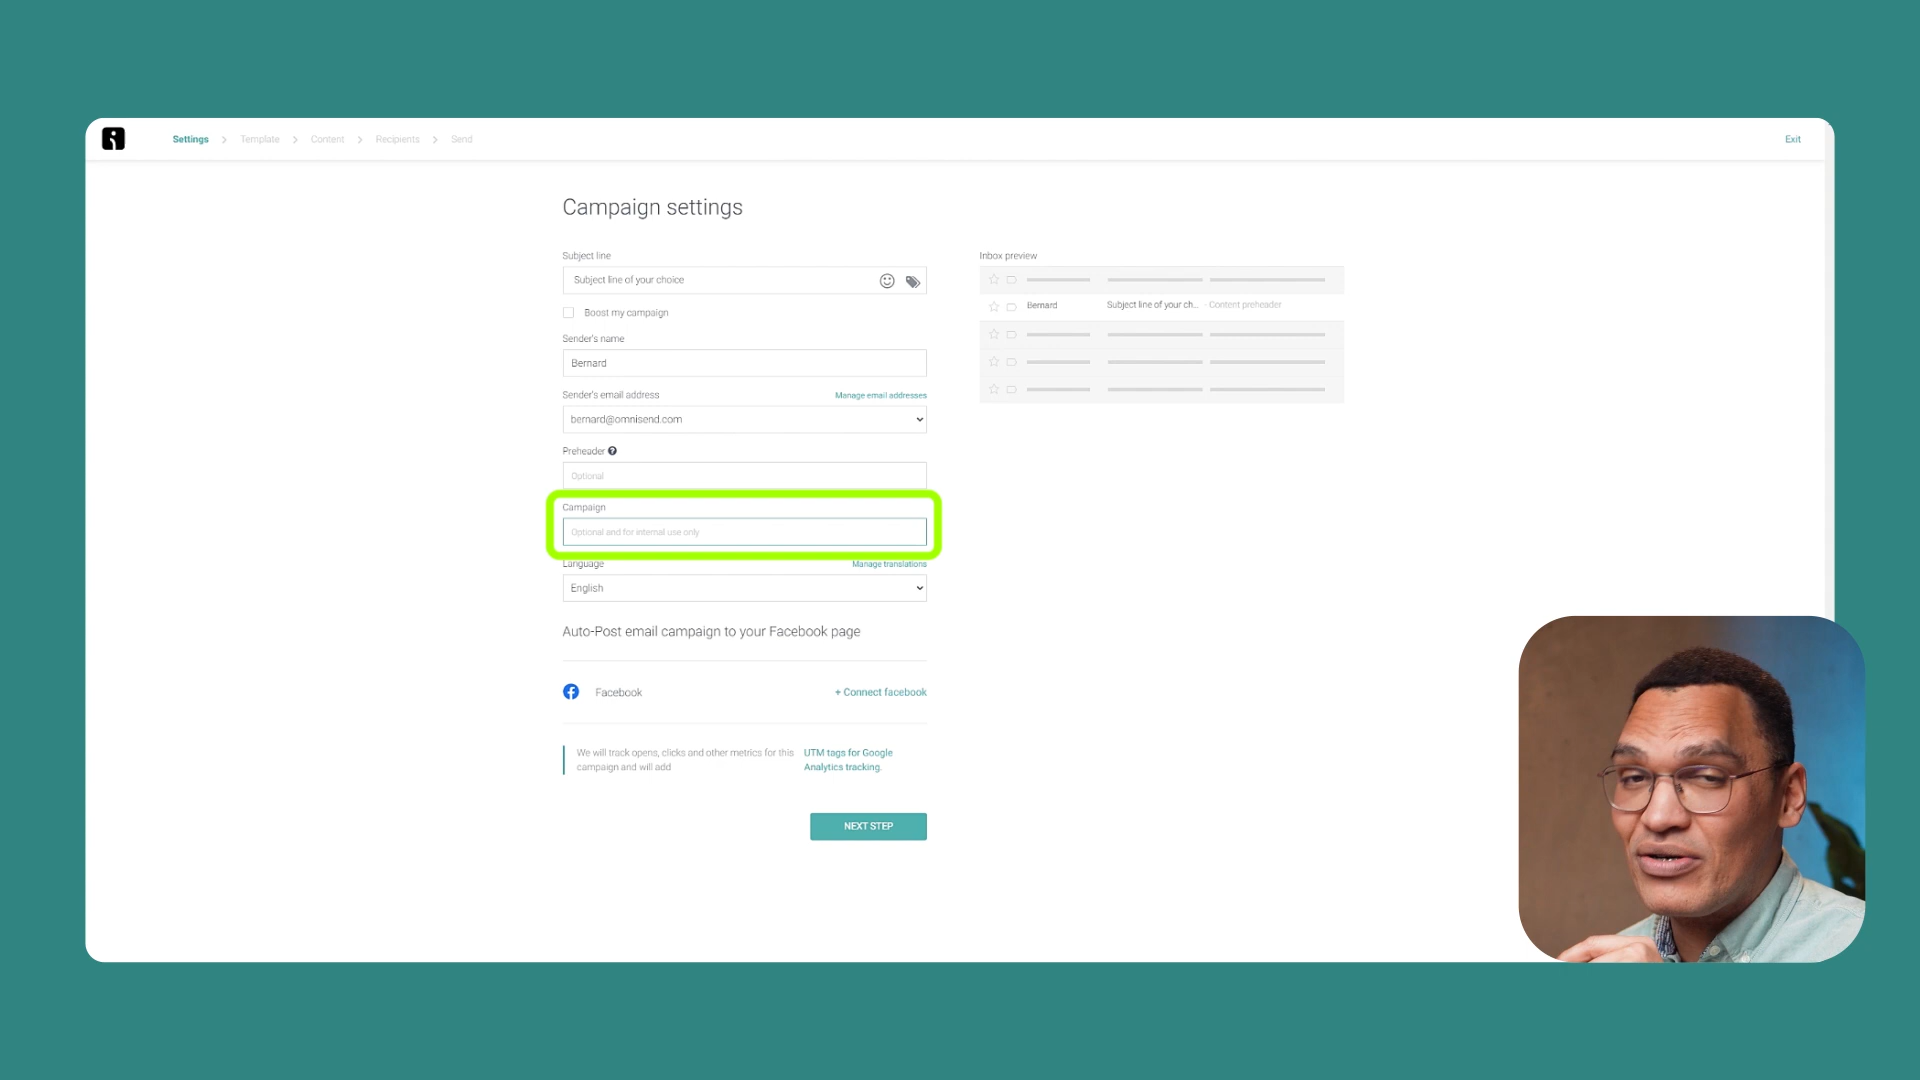 Settings > Template > Content > Recipients > Send
Exit
Campaign settings
Subject line
Subject line of your choice
Boost my campaign
Sender's name
Bernard
Sender's email address
Manage email addresses
bernard@omnisend.com
Preheader ?
Optional
Campaign
Optional and for internal use only
Language
Manage translations
English
Auto-Post email campaign to your Facebook page
Facebook
+ Connect facebook
We will track opens, clicks and other metrics for this
campaign and will add
UTM tags for Google
Analytics tracking.
NEXT STEP
Inbox preview
Bernard
Subject line of your ch... - Content preheader